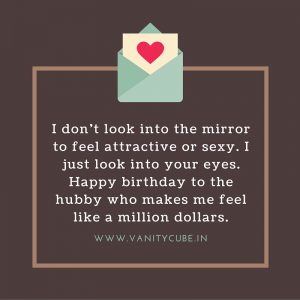 I don't look into the mirror
to feel attractive or sexy. I
just look into your eyes.
Happy birthday to the
hubby who makes me feel
like a million dollars.
WWW.VANITYCUBE.IN